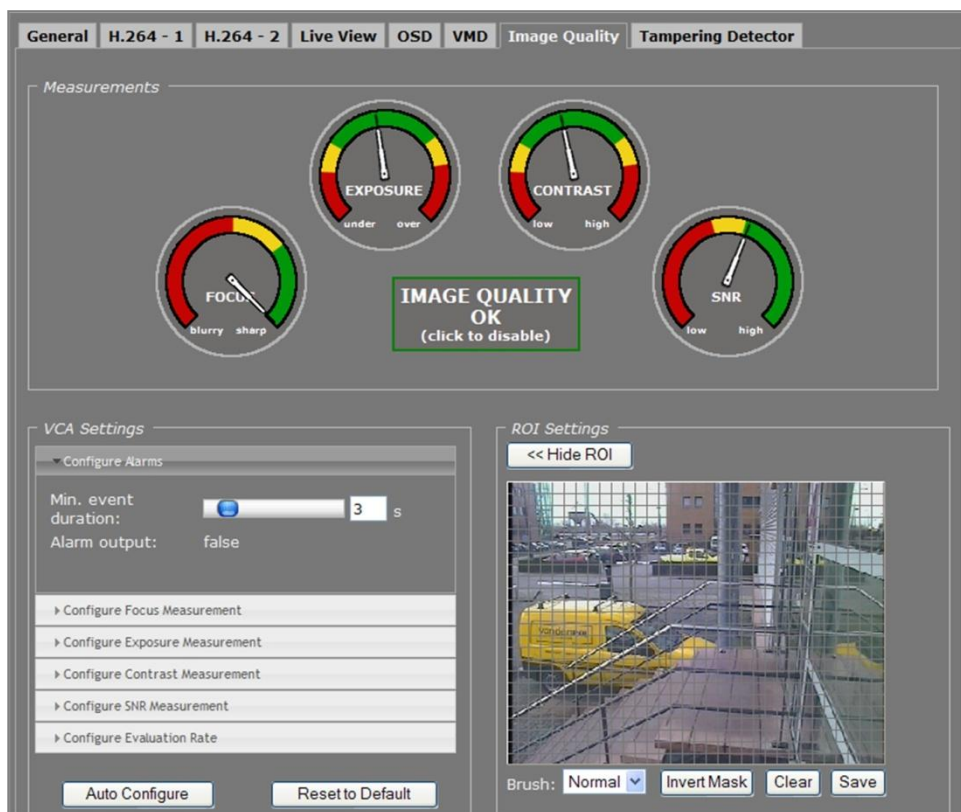 General H.264 - 1 H.264 - 2 Live View OSD VMD Image Quality Tampering Detector
Measurements
EXPOSURE
under over
CONTRAST
low high
FOCUS
blurry sharp
SNR
low high
IMAGE QUALITY
OK
(click to disable)
VCA Settings
Configure Alarms
Min. event
duration:
3 s
Alarm output: false
Configure Focus Measurement
Configure Exposure Measurement
Configure Contrast Measurement
Configure SNR Measurement
Configure Evaluation Rate
Auto Configure Reset to Default
ROI Settings
<< Hide ROI
Brush: Normal Invert Mask Clear Save